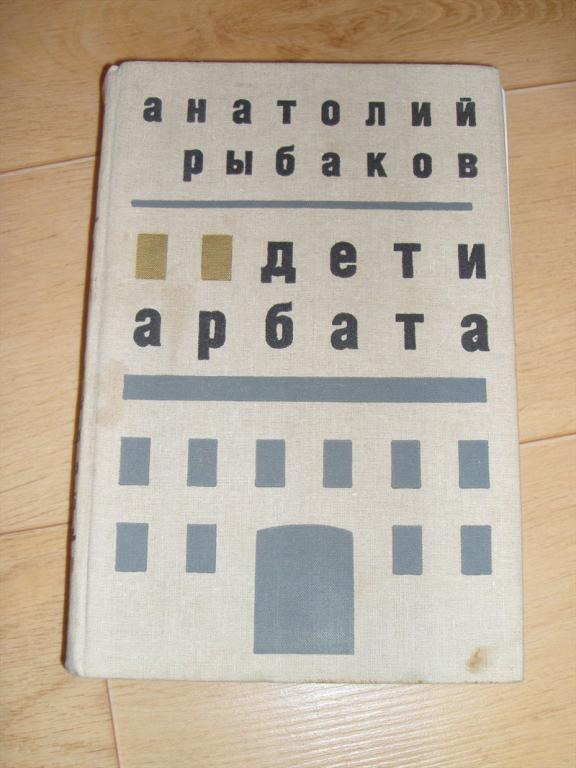 анатолий
рыбаков
дети
арбата